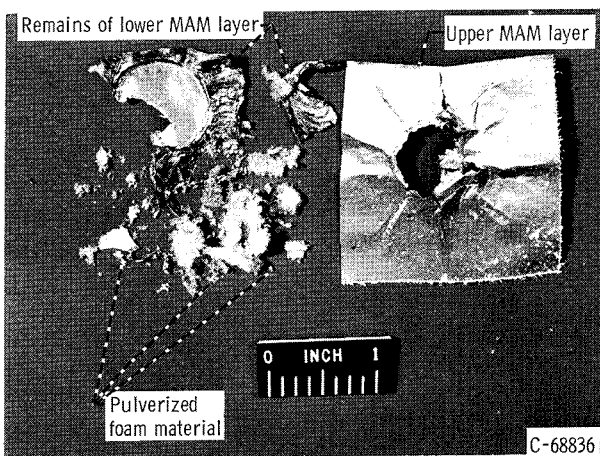 Remains of lower MAM layer
Upper MAM layer
0 INCH 1
Pulverized
foam material
C-68836